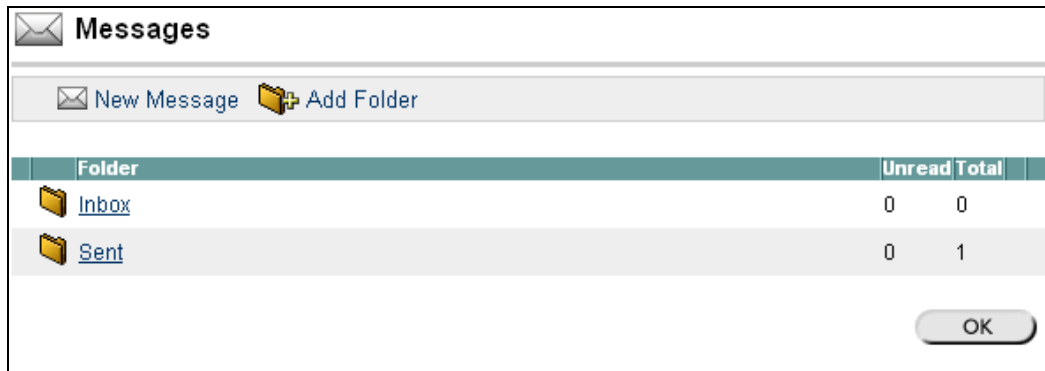 Messages
New Message Add Folder
Folder Unread Total
Inbox 0 0
Sent 0 1
OK